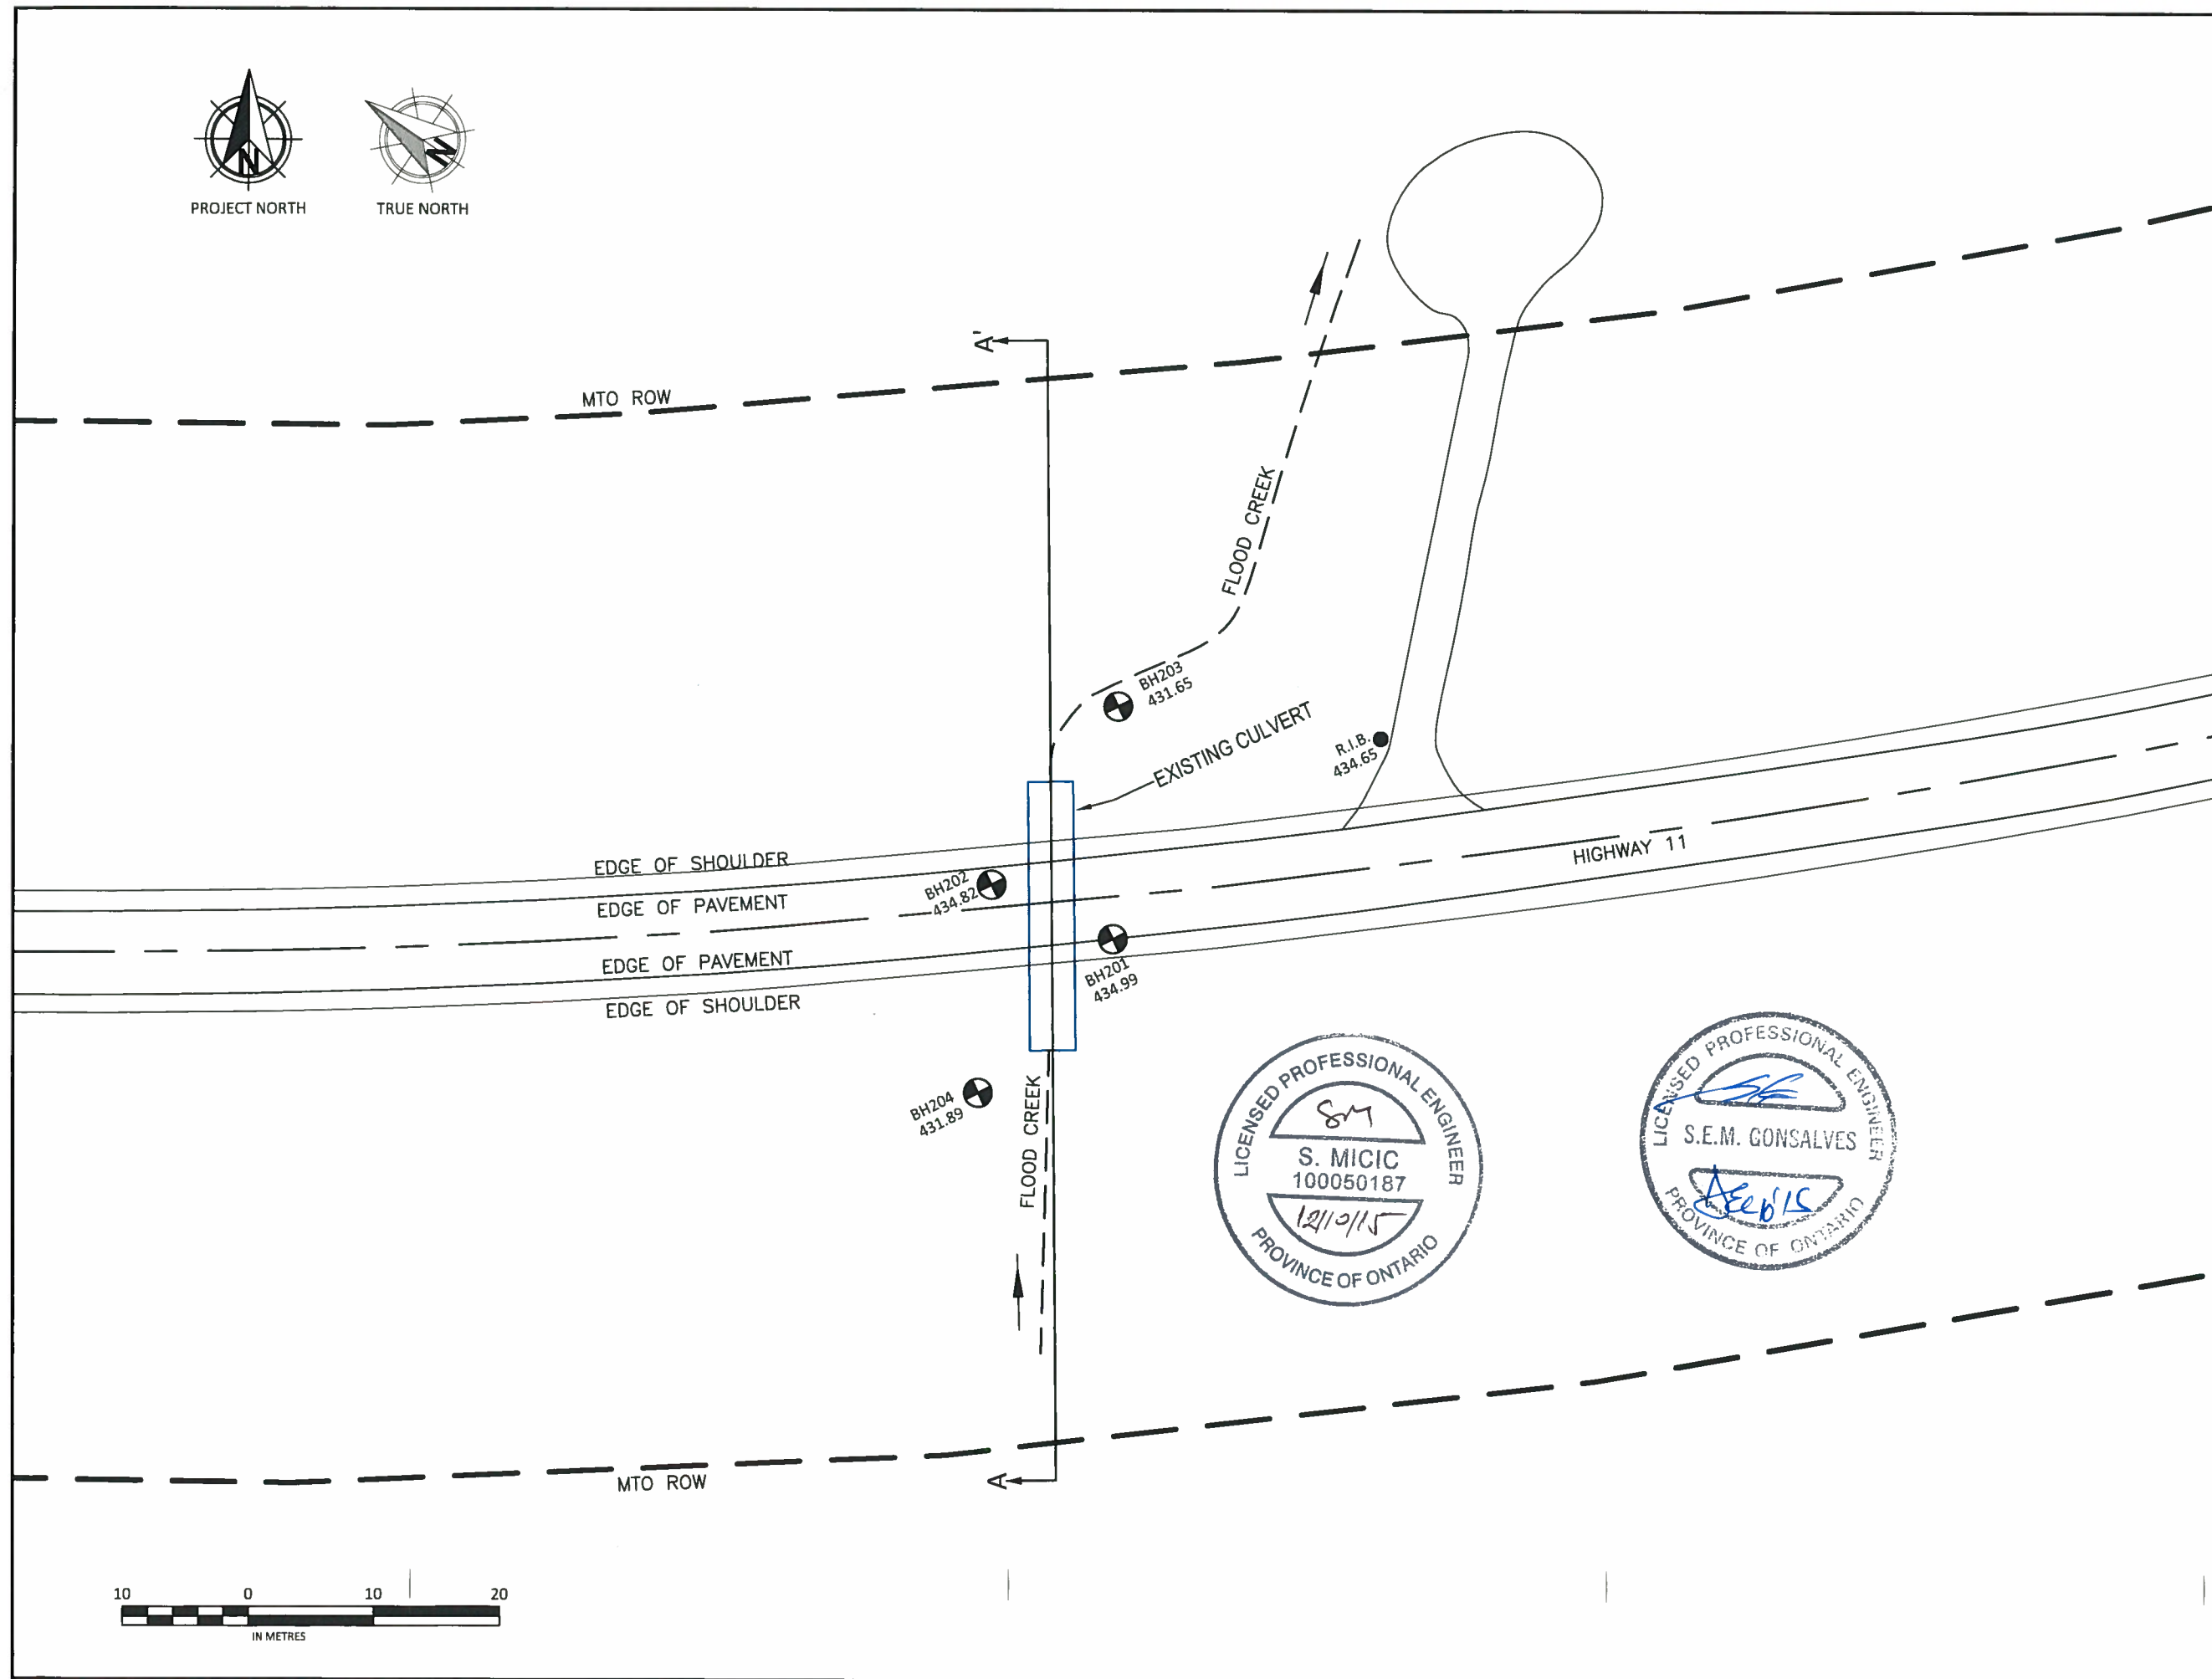 N
N
PROJECT NORTH
TRUE NORTH
A'
MTO ROW
FLOOD CREEK
BH203
431.65
EXISTING CULVERT
R.I.B.
434.65
EDGE OF SHOULDER
BH202
434.82
EDGE OF PAVEMENT
HIGHWAY 11
EDGE OF PAVEMENT
BH201
434.99
EDGE OF SHOULDER
BH204
431.89
FLOOD CREEK
LICENSED PROFESSIONAL ENGINEER
SM
S. MICIC
100050187
12/10/15
PROVINCE OF ONTARIO
LICENSED PROFESSIONAL ENGINEER
S.E.M. GONSALVES
PROVINCE OF ONTARIO
MTO ROW
A
10 0 10 20
IN METRES